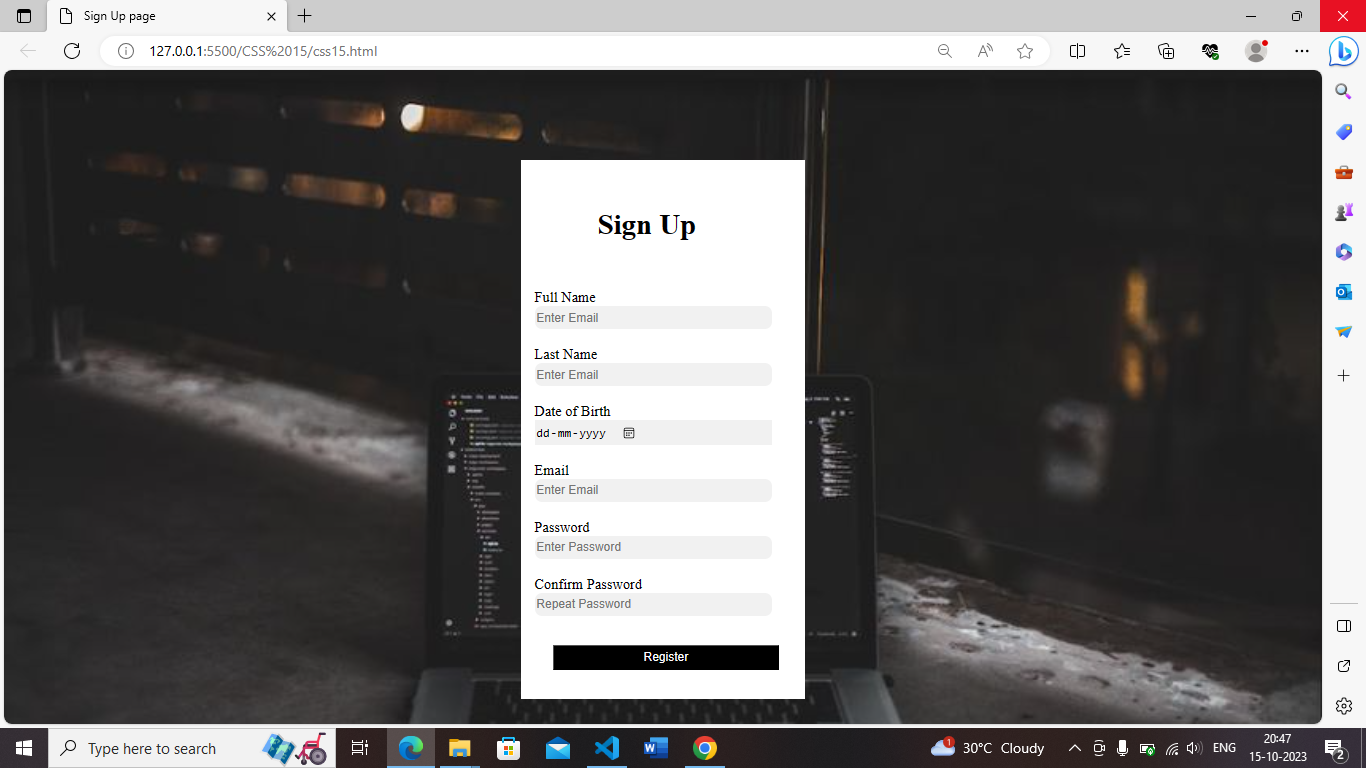 Sign Up page
127.0.0.1:5500/CSS%2015/css15.html
Sign Up
Full Name
Enter Email
Last Name
Enter Email
Date of Birth
dd-mm-yyyy
Email
Enter Email
Password
Enter Password
Confirm Password
Repeat Password
Register
Type here to search
1
30°C Cloudy
ENG
20:47
15-10-2023
2